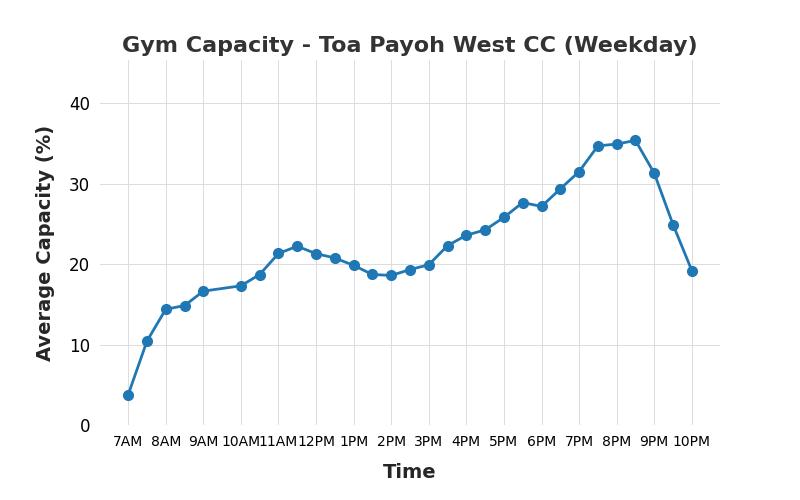 Gym Capacity - Toa Payoh West CC (Weekday)
Average Capacity (%)
40
30
20
10
0
7AM 8AM 9AM 10AM 11AM 12PM 1PM 2PM 3PM 4PM 5PM 6PM 7PM 8PM 9PM 10PM
Time